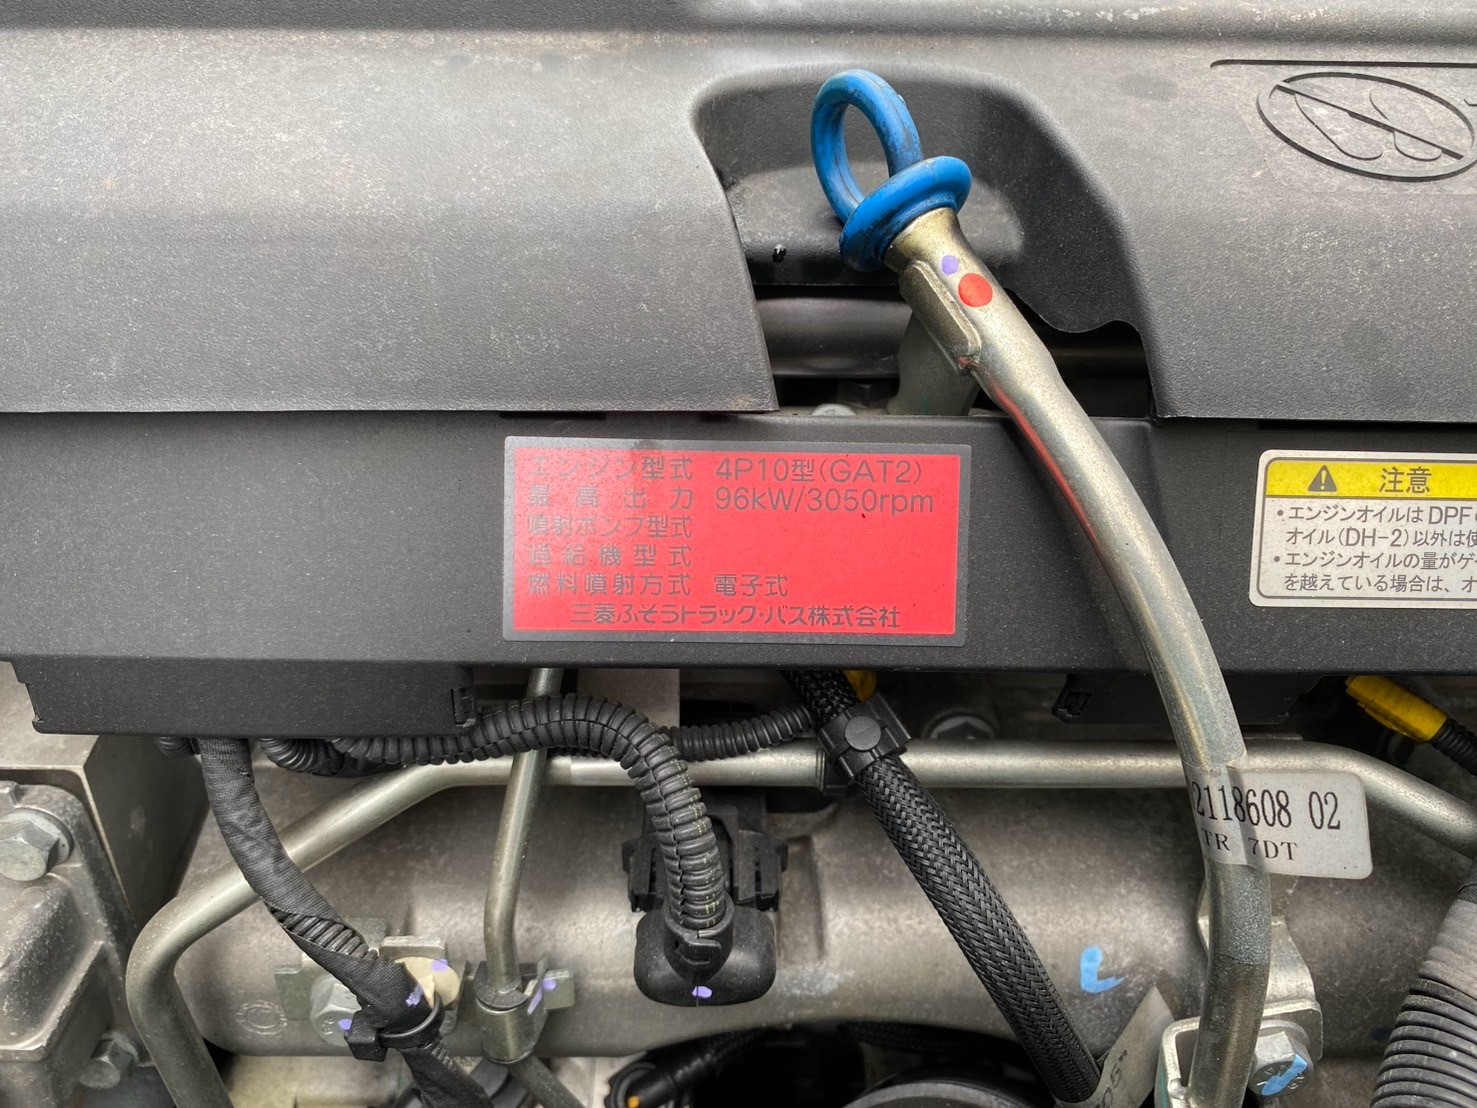 エンジン型式 4P10型(GAT2)
最高出力 96kW/3050rpm
噴射ポンプ型式
過給機型式
燃料噴射方式 電子式
三菱ふそうトラック・バス株式会社
注意
・エンジンオイルはDPF
オイル(DH-2)以外は使
・エンジンオイルの量がゲ
を越えている場合は、オ
2118608 02
TR 7DT